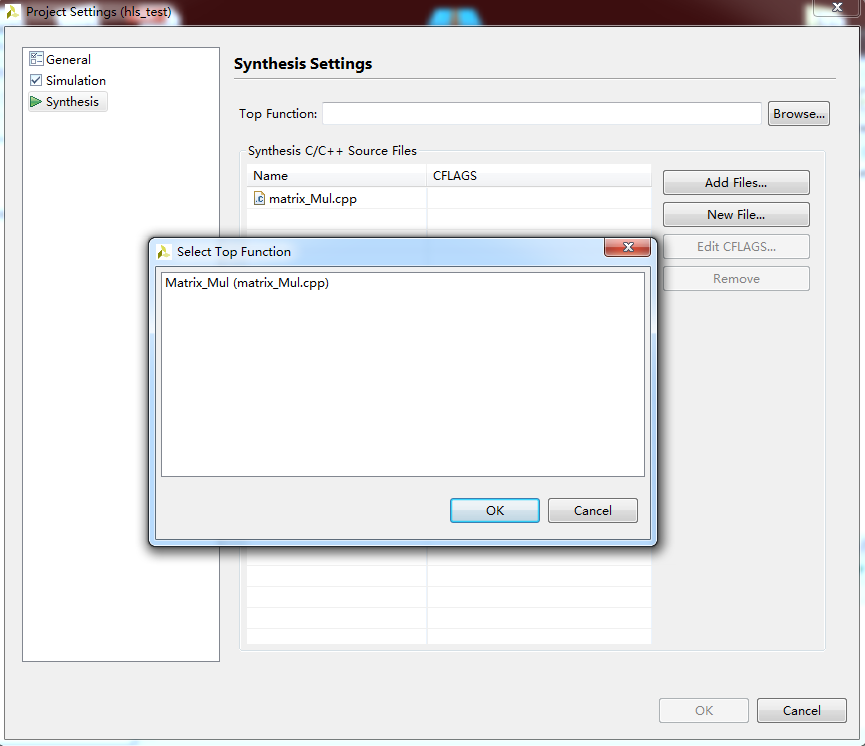 Project Settings (hls_test)
General
Simulation
Synthesis
Synthesis Settings
Top Function:
Browse...
Synthesis C/C++ Source Files
Name CFLAGS
matrix_Mul.cpp
Add Files...
New File...
Edit CFLAGS...
Remove
Select Top Function
Matrix_Mul (matrix_Mul.cpp)
OK Cancel
OK Cancel